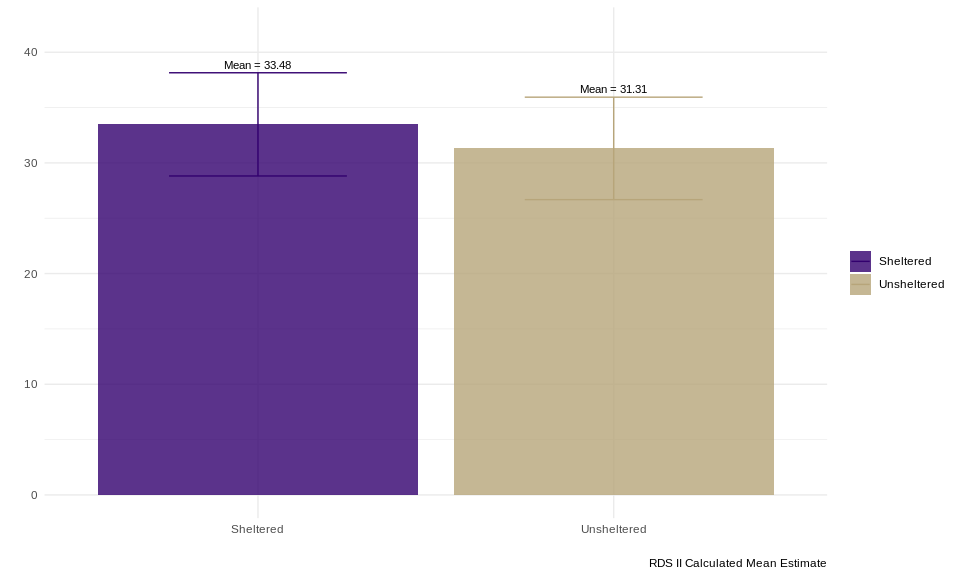 40
30
20
10
0
Mean = 33.48
Mean = 31.31
Sheltered
Unsheltered
Sheltered
Unsheltered
RDS II Calculated Mean Estimate